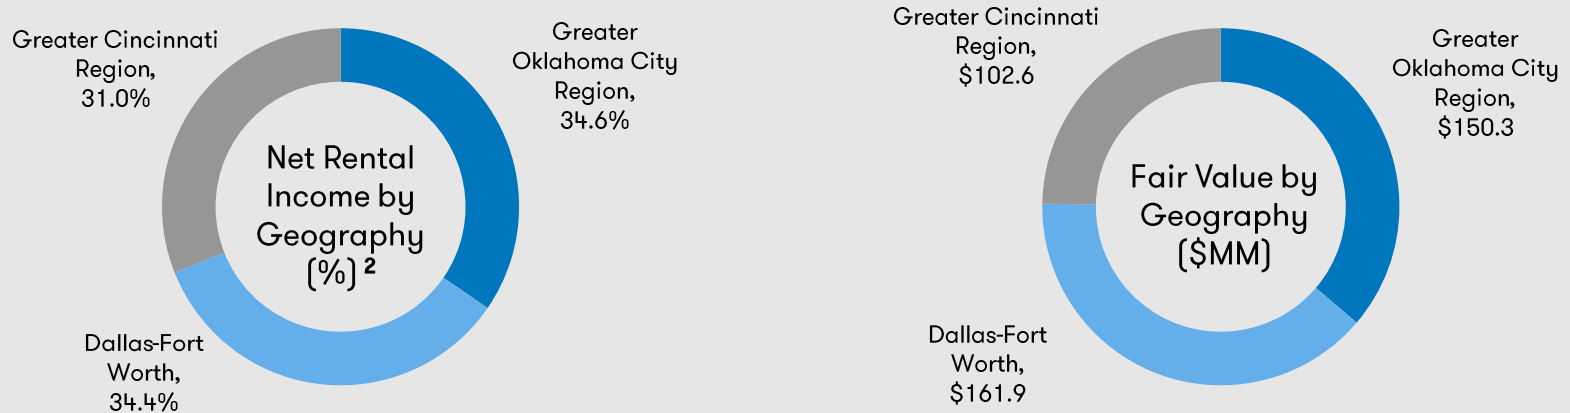 Greater Cincinnati
Region,
31.0%
Greater
Oklahoma City
Region,
34.6%
Net Rental
Income by
Geography
(%) ²
Dallas-Fort
Worth,
34.4%
Greater Cincinnati
Region,
$102.6
Greater
Oklahoma City
Region,
$150.3
Fair Value by
Geography
($MM)
Dallas-Fort
Worth,
$161.9